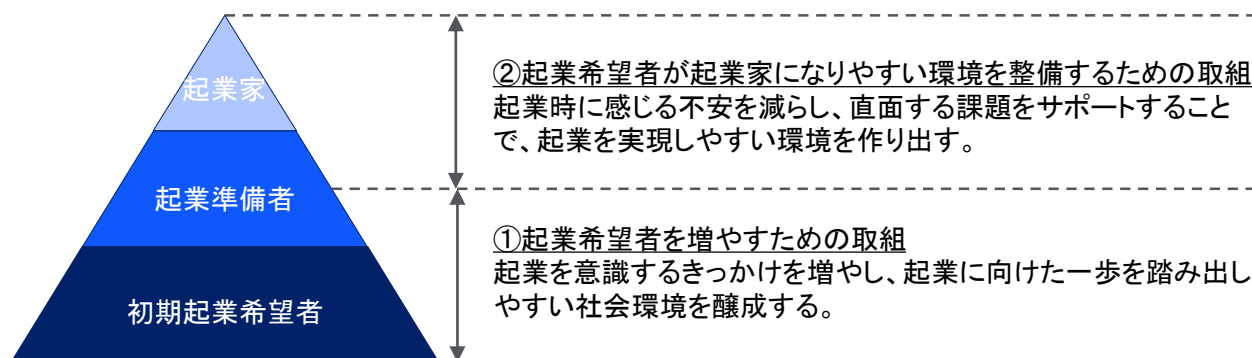 起業家
起業準備者
初期起業希望者
②起業希望者が起業家になりやすい環境を整備するための取組
起業時に感じる不安を減らし、直面する課題をサポートすること
で、起業を実現しやすい環境を作り出す。
①起業希望者を増やすための取組
起業を意識するきっかけを増やし、起業に向けた一歩を踏み出し
やすい社会環境を醸成する。